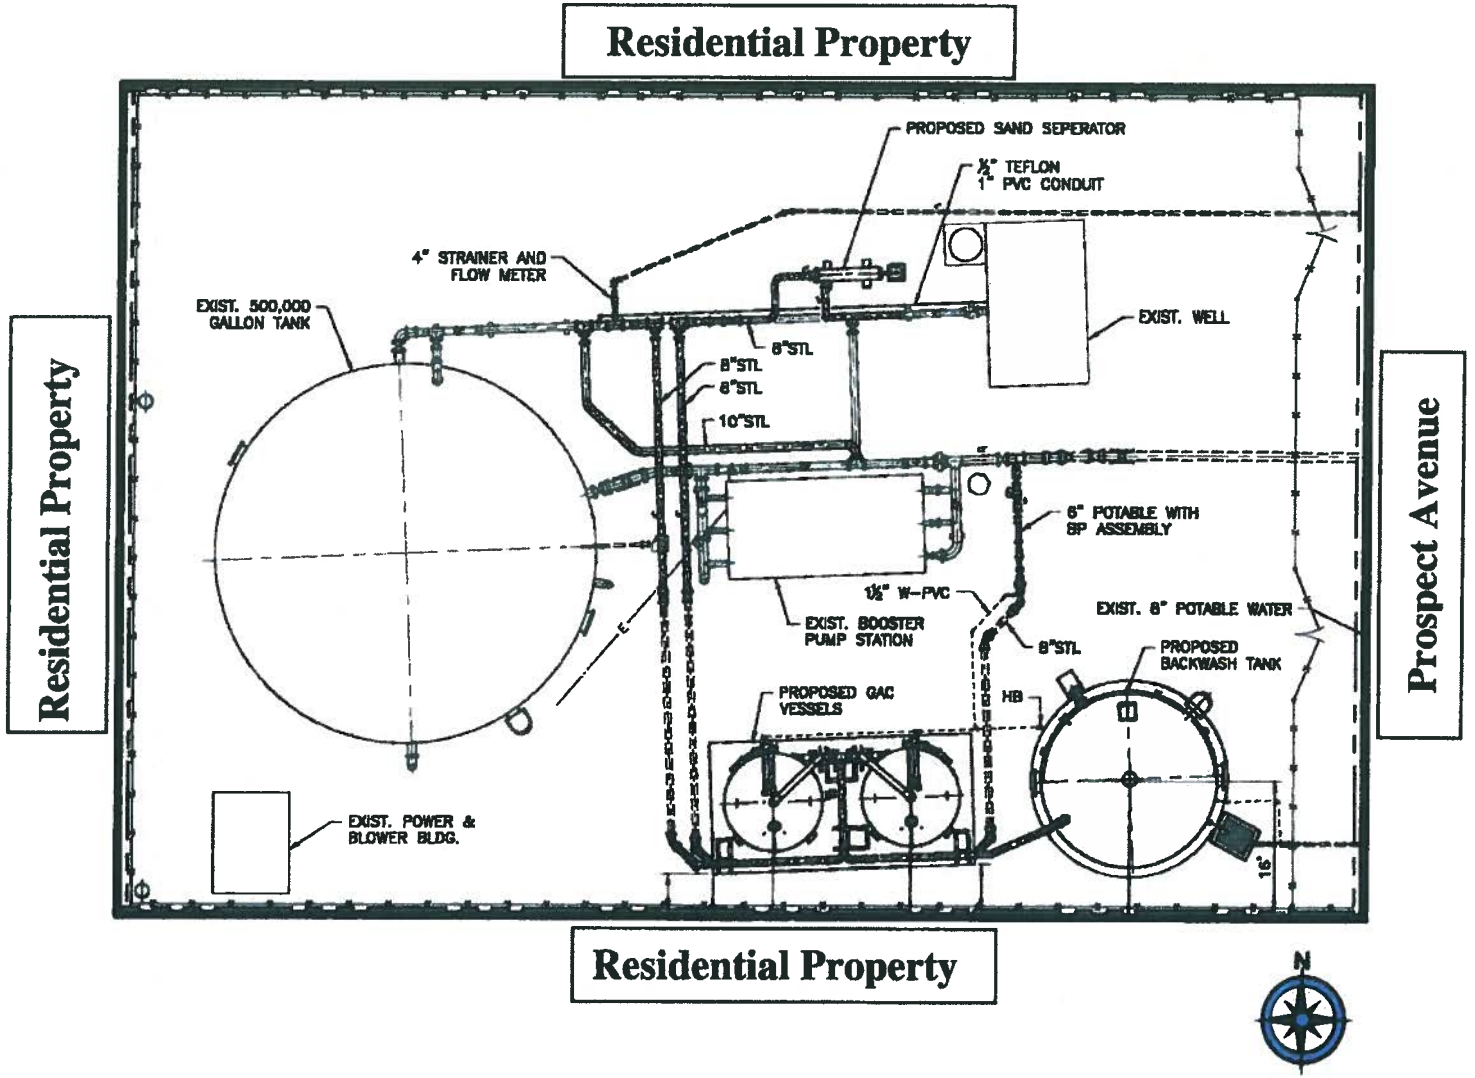 Residential Property
PROPOSED SAND SEPERATOR
½" TEFLON
1" PVC CONDUIT
4" STRAINER AND
FLOW METER
EXIST. 500,000
GALLON TANK
EXIST. WELL
8"STL
8"STL
8"STL
10"STL
Residential Property
Prospect Avenue
6" POTABLE WITH
BP ASSEMBLY
1½" W-PVC
EXIST. BOOSTER
PUMP STATION
EXIST. 8" POTABLE WATER
8"STL
PROPOSED
BACKWASH TANK
E
PROPOSED GAC
VESSELS
HB
EXIST. POWER &
BLOWER BLDG.
16'
Residential Property
N